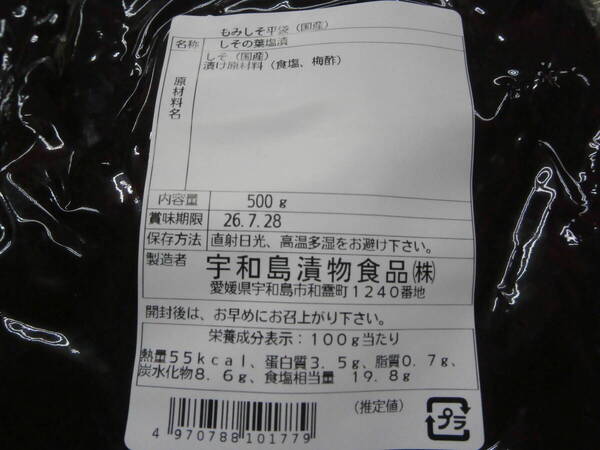 もみしそ平袋（国産）
名称 しその葉塩漬
原材料名 しそ（国産）
漬け原材料（食塩、梅酢）
内容量 500ｇ
賞味期限 26.7.28
保存方法 直射日光、高温多湿をお避け下さい。
製造者 宇和島漬物食品㈱
愛媛県宇和島市和霊町１２４０番地
開封後は、お早めにお召上がり下さい。
栄養成分表示：１００ｇ当たり
熱量５５ｋｃａｌ、蛋白質３．５ｇ、脂質０．７ｇ、
炭水化物８．６ｇ、食塩相当量 １９．８ｇ
（推定値）
4 970788 101779
プラ